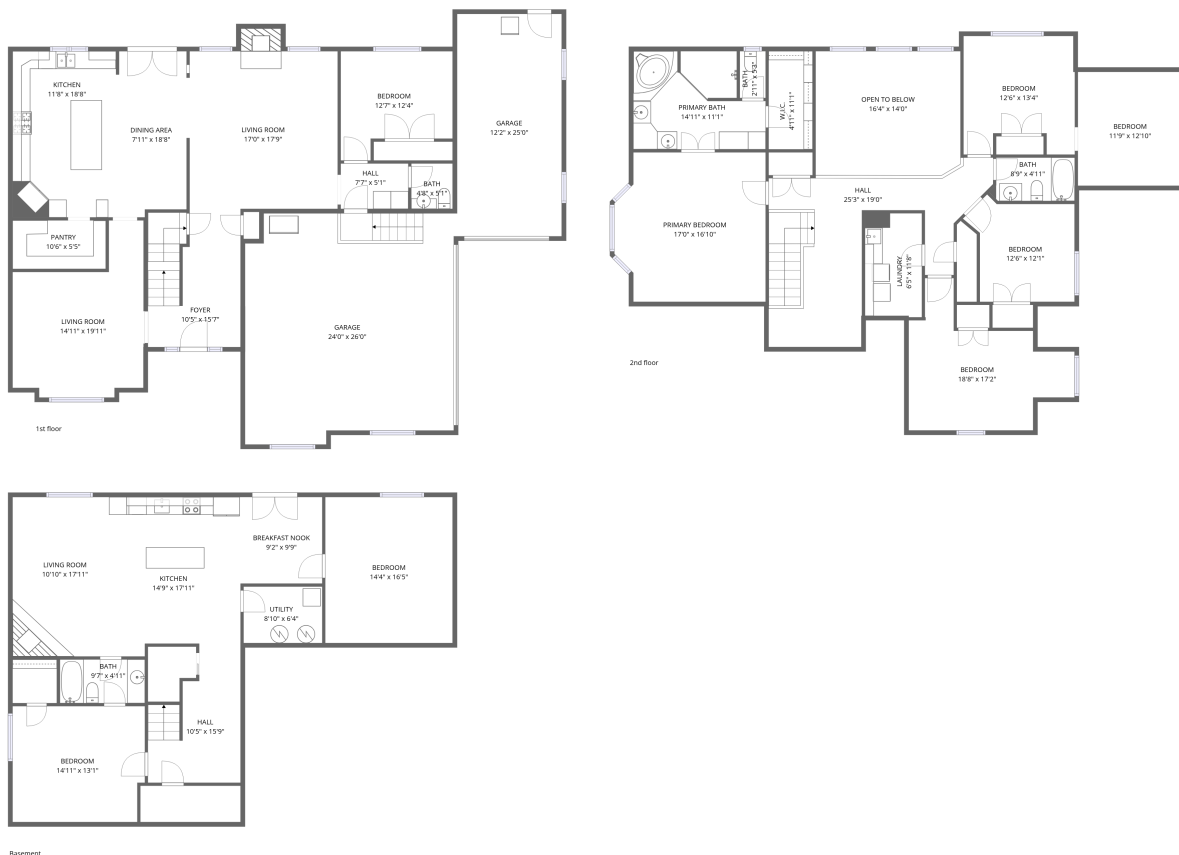 KITCHEN
11'8" x 18'8"
DINING AREA
7'11" x 18'8"
LIVING ROOM
17'0" x 17'9"
BEDROOM
12'7" x 12'4"
GARAGE
12'2" x 25'0"
HALL
7'7" x 5'1"
BATH
4'8" x 5'1"
PANTRY
10'6" x 5'5"
LIVING ROOM
14'11" x 19'11"
FOYER
10'5" x 15'7"
GARAGE
24'0" x 26'0"
1st floor
PRIMARY BATH
14'11" x 11'1"
BATH
2'11" x 5'3"
W.I.C.
4'11" x 11'1"
OPEN TO BELOW
16'4" x 14'0"
BEDROOM
12'6" x 13'4"
BEDROOM
11'9" x 12'10"
BATH
8'9" x 4'11"
HALL
25'3" x 19'0"
PRIMARY BEDROOM
17'0" x 16'10"
LAUNDRY
6'5" x 11'8"
BEDROOM
12'6" x 12'1"
BEDROOM
18'8" x 17'2"
2nd floor
LIVING ROOM
10'10" x 17'11"
KITCHEN
14'9" x 17'11"
BREAKFAST NOOK
9'2" x 9'9"
BEDROOM
14'4" x 16'5"
UTILITY
8'10" x 6'4"
BATH
9'7" x 4'11"
HALL
10'5" x 15'9"
BEDROOM
14'11" x 13'1"
Basement